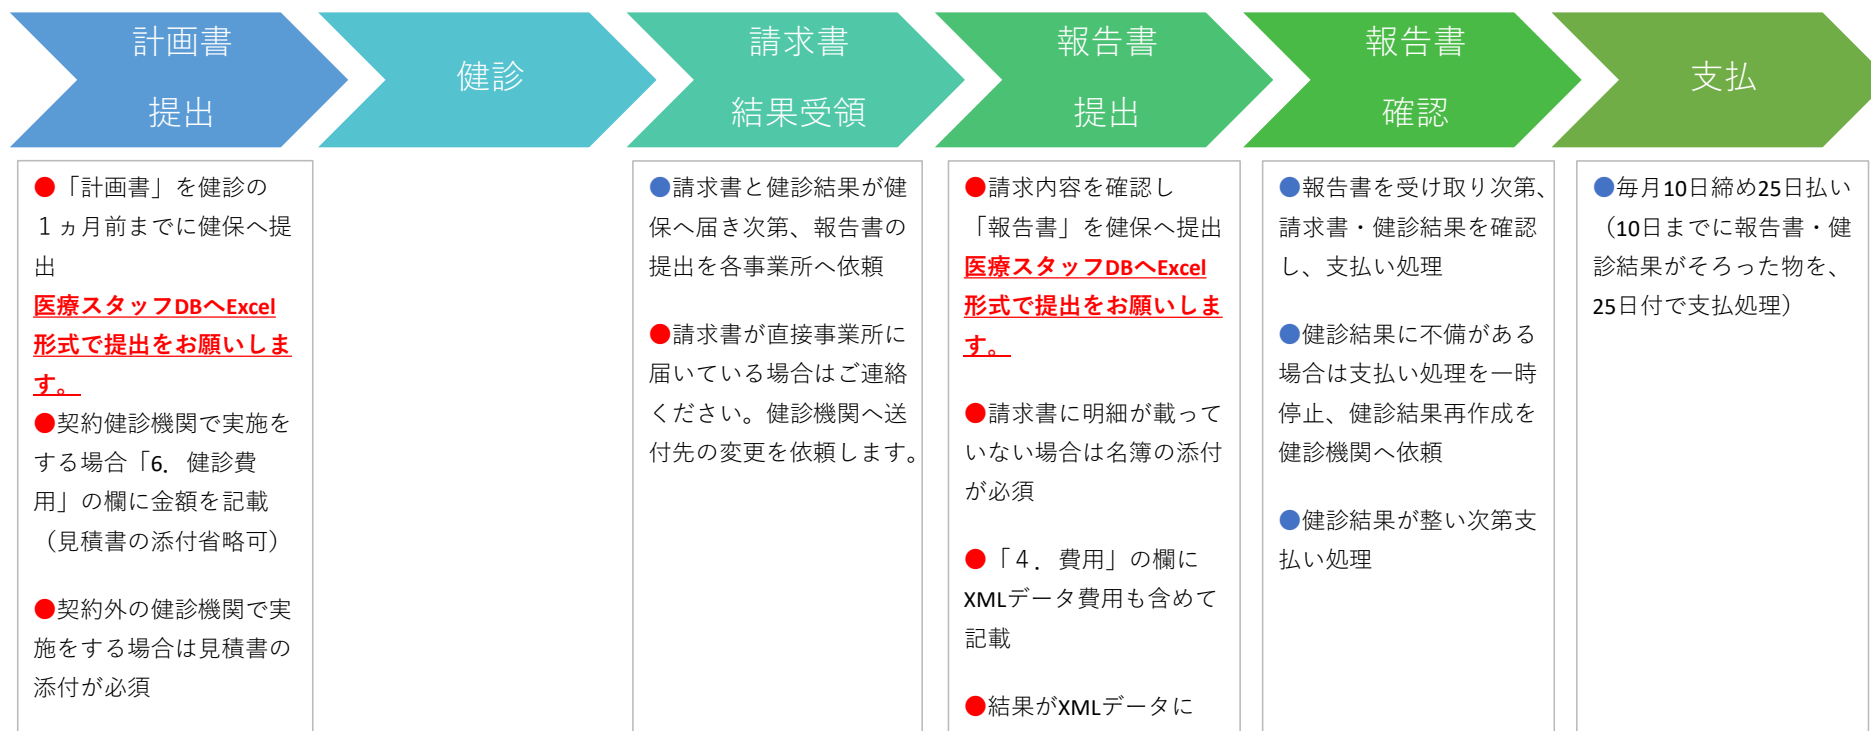 計画書
提出
健診
請求書
結果受領
報告書
提出
報告書
確認
支払
●「計画書」を健診の
１ヵ月前までに健保へ提
出
医療スタッフDBへExcel
形式で提出をお願いしま
す。
●契約健診機関で実施を
する場合「6．健診費
用」の欄に金額を記載
（見積書の添付省略可）
●契約外の健診機関で実
施をする場合は見積書の
添付が必須
●請求書と健診結果が健
保へ届き次第、報告書の
提出を各事業所へ依頼
●請求書が直接事業所に
届いている場合はご連絡
ください。健診機関へ送
付先の変更を依頼します。
●請求内容を確認し
「報告書」を健保へ提出
医療スタッフDBへExcel
形式で提出をお願いしま
す。
●請求書に明細が載って
いない場合は名簿の添付
が必須
●「４．費用」の欄に
XMLデータ費用も含めて
記載
●結果がXMLデータに
●報告書を受け取り次第、
請求書・健診結果を確認
し、支払い処理
●健診結果に不備がある
場合は支払い処理を一時
停止、健診結果再作成を
健診機関へ依頼
●健診結果が整い次第支
払い処理
●毎月10日締め25日払い
（10日までに報告書・健
診結果がそろった物を、
25日付で支払処理）